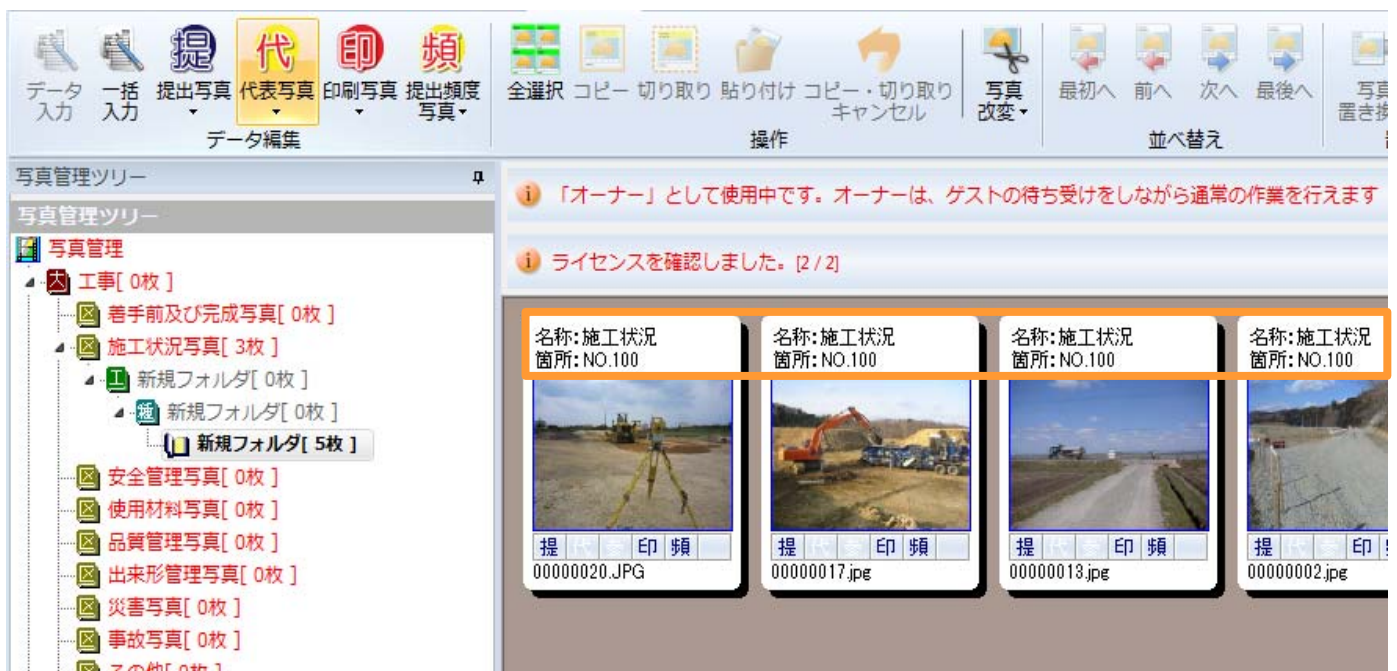 データ入力
一括入力
提 提出写真
代 代表写真
印 印刷写真
頻 提出頻度写真
全選択
コピー
切り取り
貼り付け
コピー・切り取りキャンセル
写真改変
最初へ
前へ
次へ
最後へ
写真
置き換
データ編集
操作
並べ替え
写真管理ツリー
写真管理ツリー
写真管理
大 工事[ 0枚 ]
着手前及び完成写真[ 0枚 ]
施工状況写真[ 3枚 ]
工 新規フォルダ[ 0枚 ]
種 新規フォルダ[ 0枚 ]
新規フォルダ[ 5枚 ]
安全管理写真[ 0枚 ]
使用材料写真[ 0枚 ]
品質管理写真[ 0枚 ]
出来形管理写真[ 0枚 ]
災害写真[ 0枚 ]
事故写真[ 0枚 ]
その他[ 0枚 ]
「オーナー」として使用中です。オーナーは、ゲストの待ち受けをしながら通常の作業を行えます
ライセンスを確認しました。[2 / 2]
名称:施工状況
箇所:NO.100
提 代 参 印 頻
00000020.JPG
名称:施工状況
箇所:NO.100
提 代 参 印 頻
00000017.jpg
名称:施工状況
箇所:NO.100
提 代 参 印 頻
00000013.jpg
名称:施工状況
箇所:NO.100
提 代 参 印
00000002.jpg